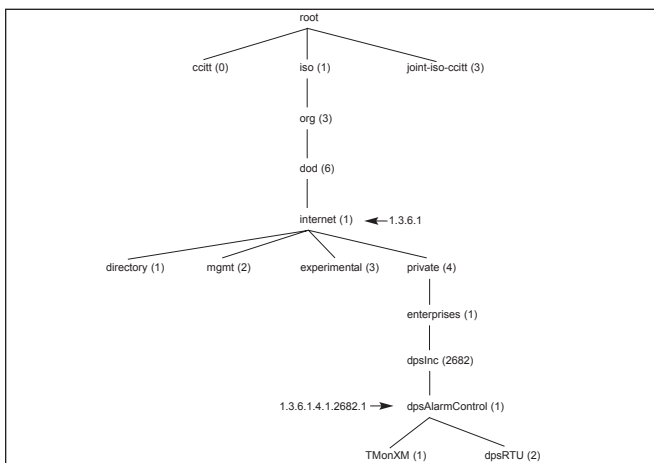 root
ccitt (0) iso (1) joint-iso-ccitt (3)
org (3)
dod (6)
internet (1) 1.3.6.1
directory (1) mgmt (2) experimental (3) private (4)
enterprises (1)
dpsInc (2682)
1.3.6.1.4.1.2682.1 dpsAlarmControl (1)
TMonXM (1) dpsRTU (2)